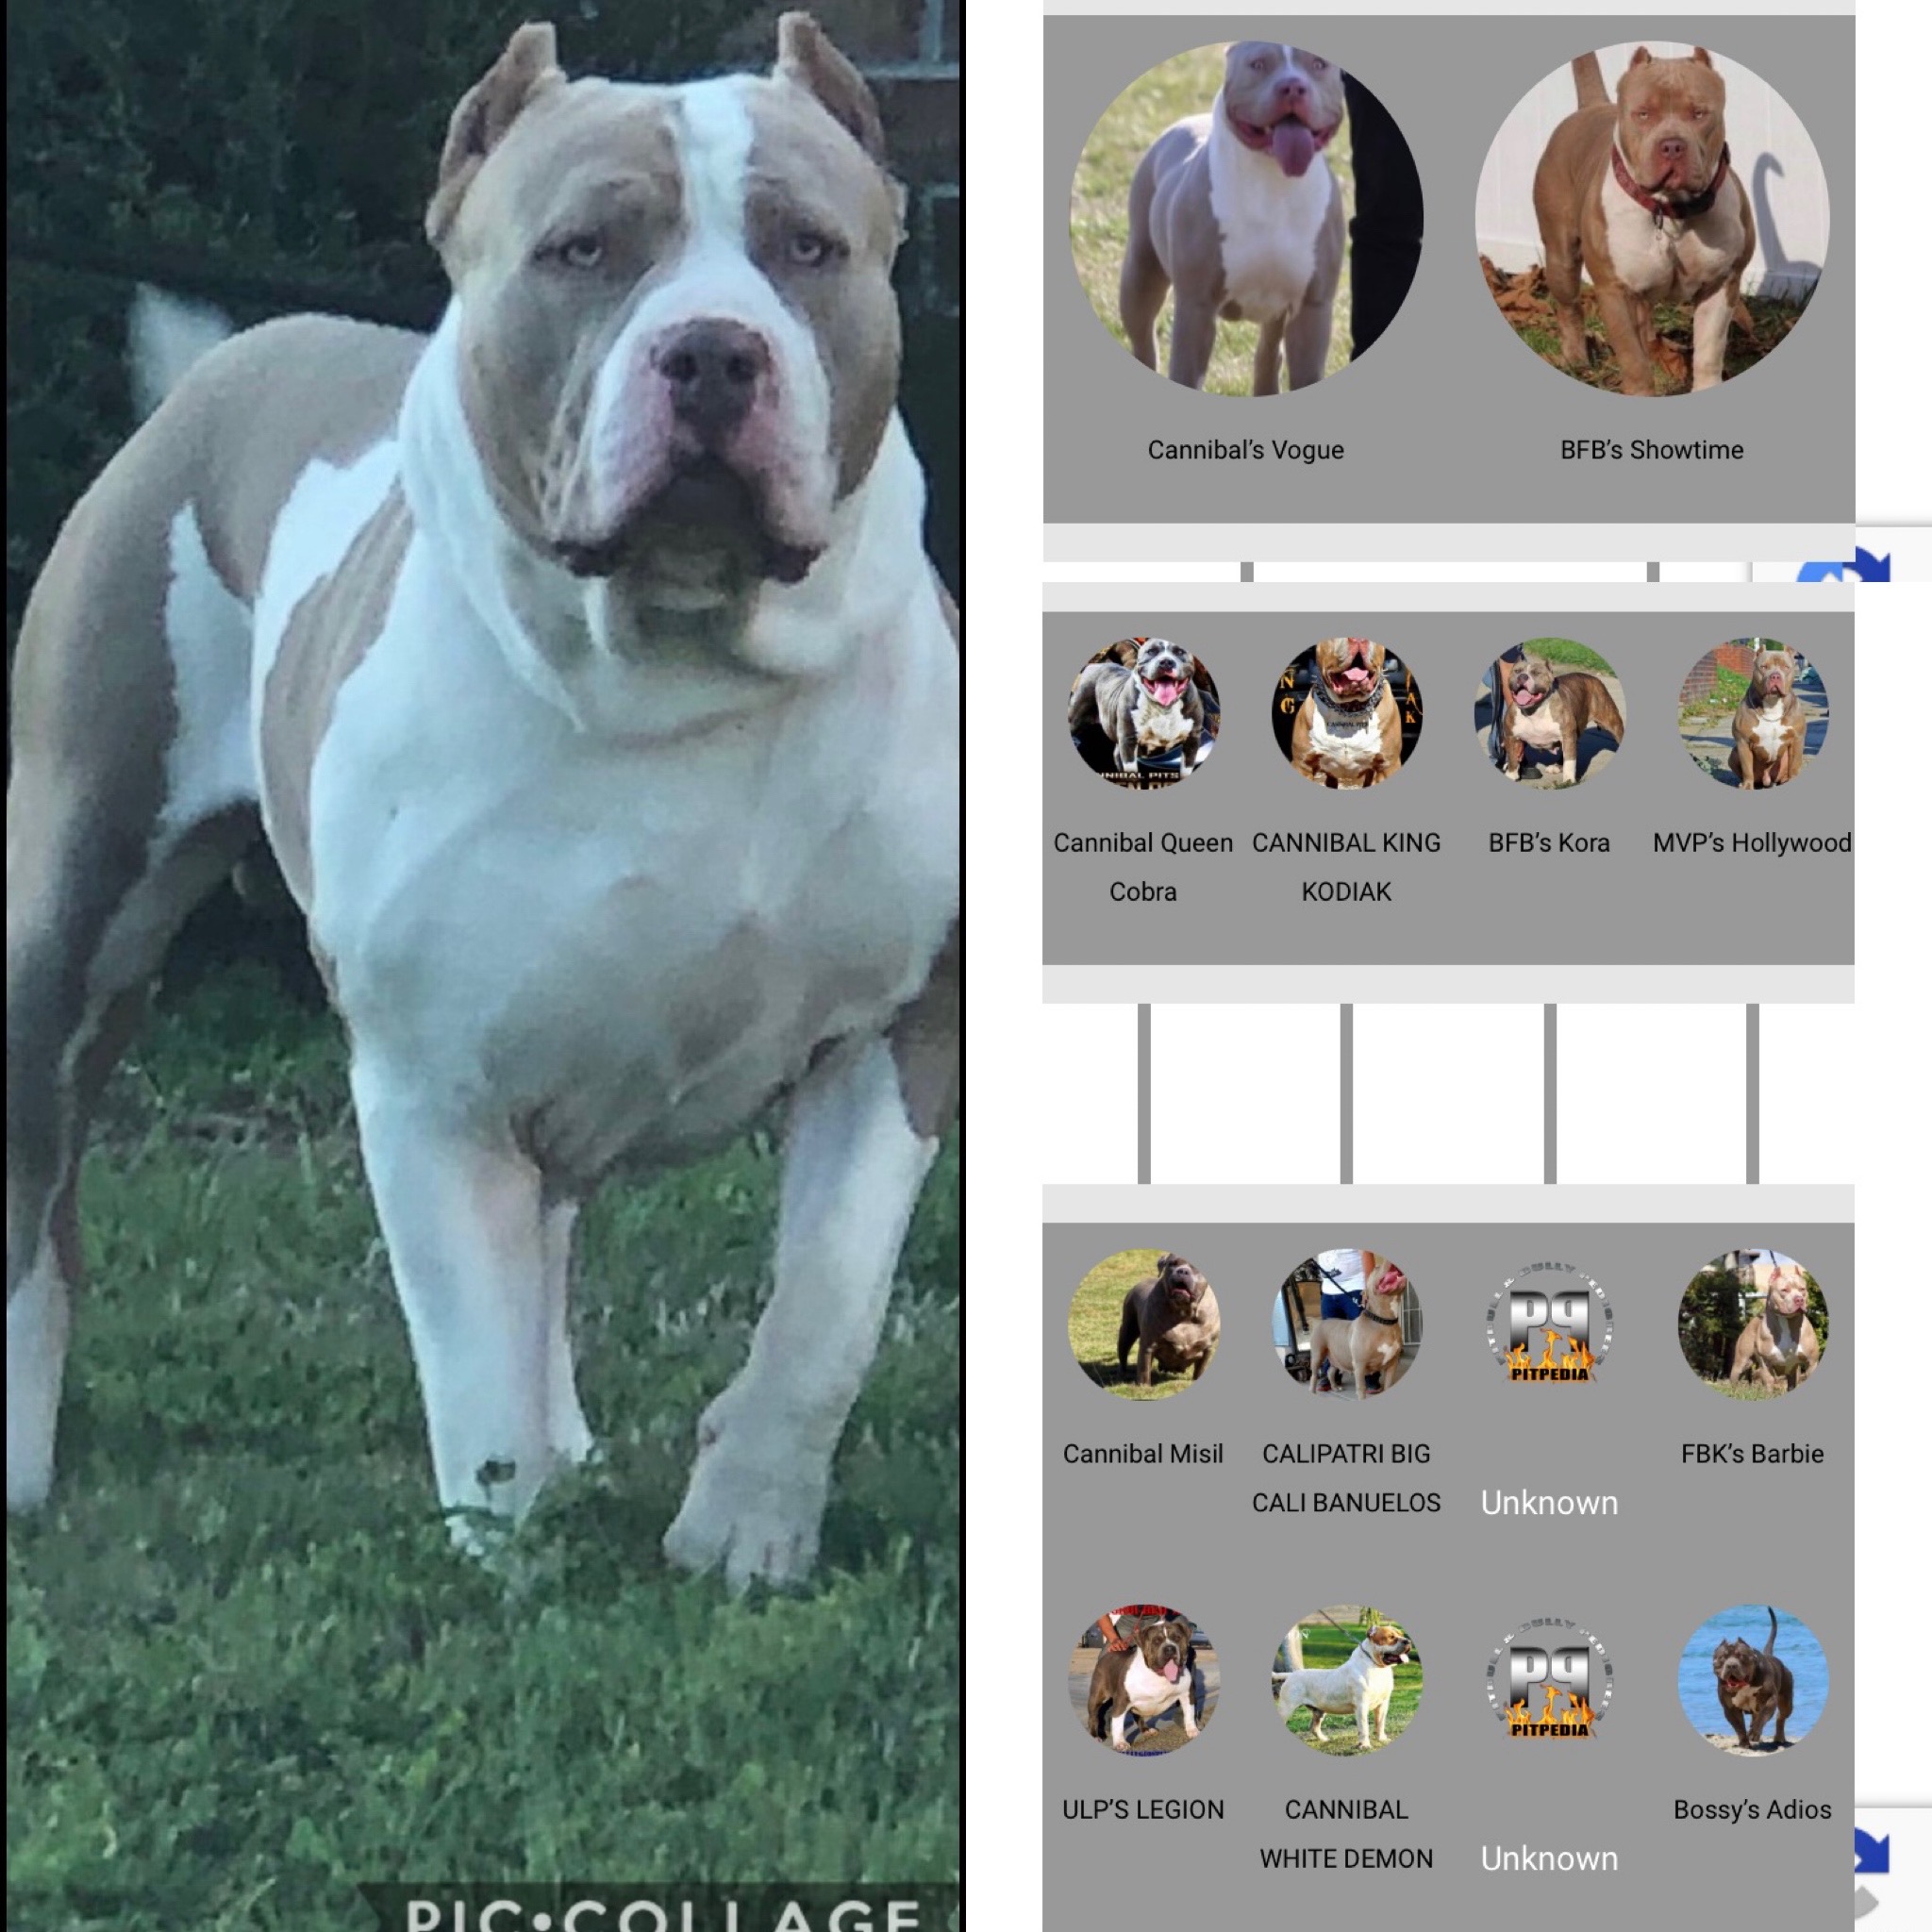 Cannibal's Vogue
BFB's Showtime
Cannibal Queen
Cobra
CANNIBAL KING
KODIAK
BFB's Kora
MVP's Hollywood
Cannibal Misil
CALIPATRI BIG
CALI BANUELOS
PITPEDIA
Unknown
FBK's Barbie
ULP'S LEGION
CANNIBAL
WHITE DEMON
PITPEDIA
Unknown
Bossy's Adios
PIC•COLLAGE